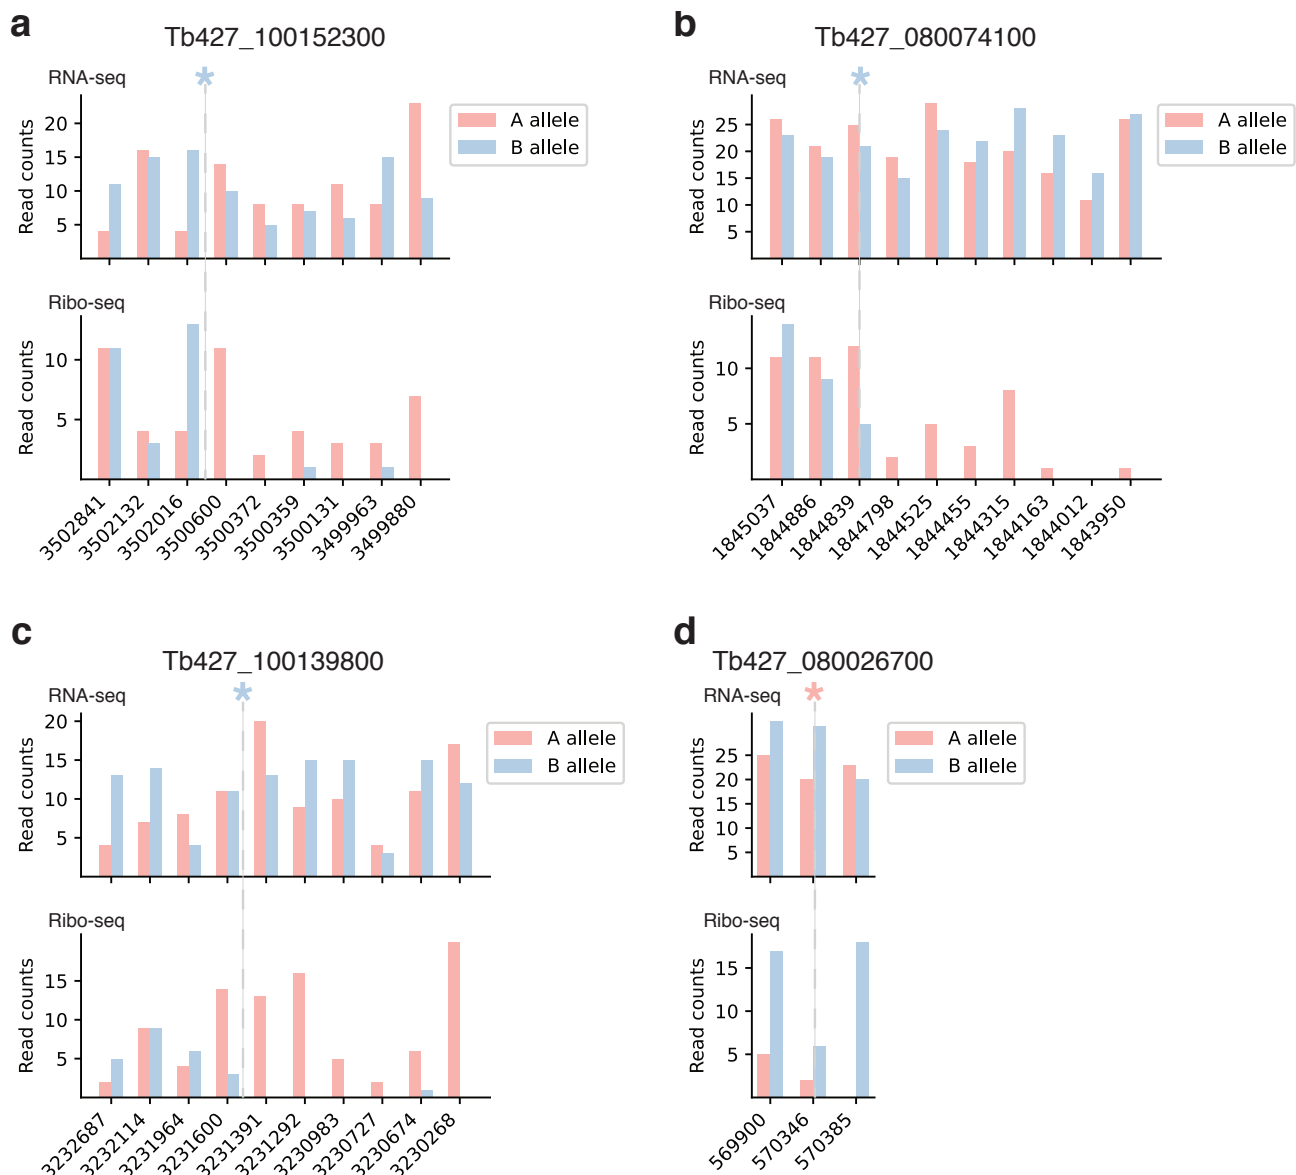 a
Tb427_100152300
RNA-seq
*
Read counts
20
15
10
5
A allele
B allele
Ribo-seq
Read counts
10
5
3502841
3502132
3502016
3500600
3500372
3500359
3500131
3499963
3499880
b
Tb427_080074100
RNA-seq
*
Read counts
25
20
15
10
5
A allele
B allele
Ribo-seq
Read counts
10
5
1845037
1844886
1844839
1844798
1844525
1844455
1844315
1844163
1844012
1843950
c
Tb427_100139800
RNA-seq
*
Read counts
20
15
10
5
A allele
B allele
Ribo-seq
Read counts
15
10
5
3232687
3232114
3231964
3231600
3231391
3231292
3230983
3230727
3230674
3230268
d
Tb427_080026700
RNA-seq
*
Read counts
25
20
15
10
5
A allele
B allele
Ribo-seq
Read counts
15
10
5
569900
570346
570385